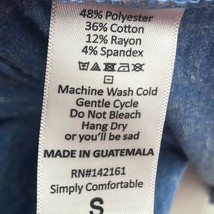 48% Polyester
36% Cotton
12% Rayon
4% Spandex
Machine Wash Cold
Gentle Cycle
Do Not Bleach
Hang Dry
or you'll be sad
MADE IN GUATEMALA
RN#142161
Simply Comfortable
S